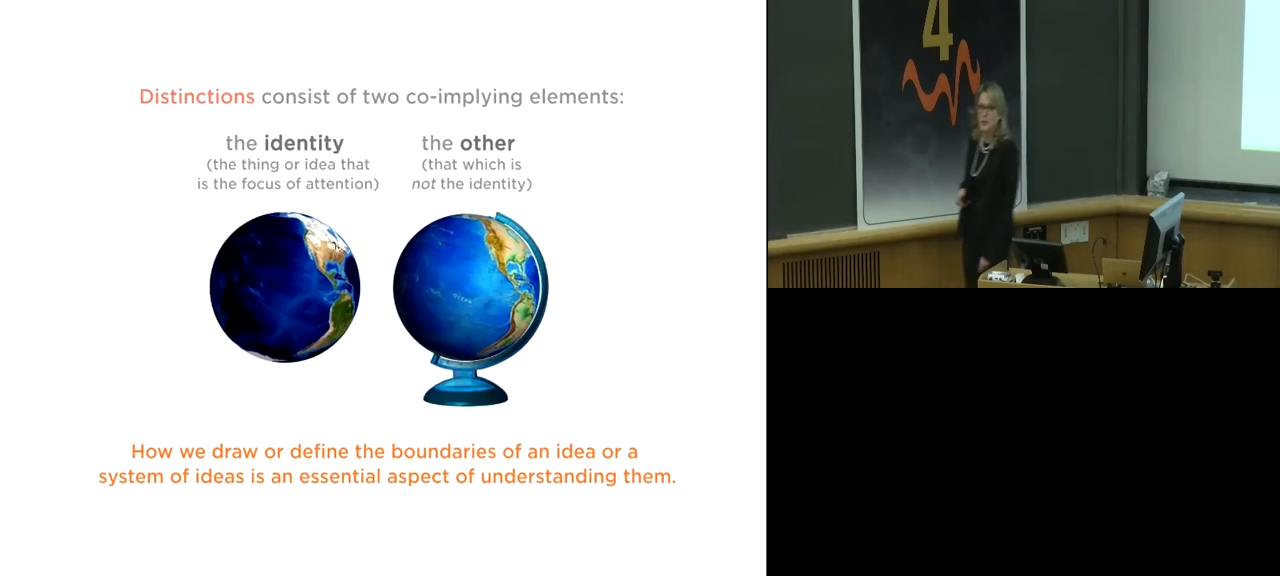 Distinctions consist of two co-implying elements:
the identity
(the thing or idea that
is the focus of attention)
the other
(that which is
not the identity)
How we draw or define the boundaries of an idea or a
system of ideas is an essential aspect of understanding them.
4